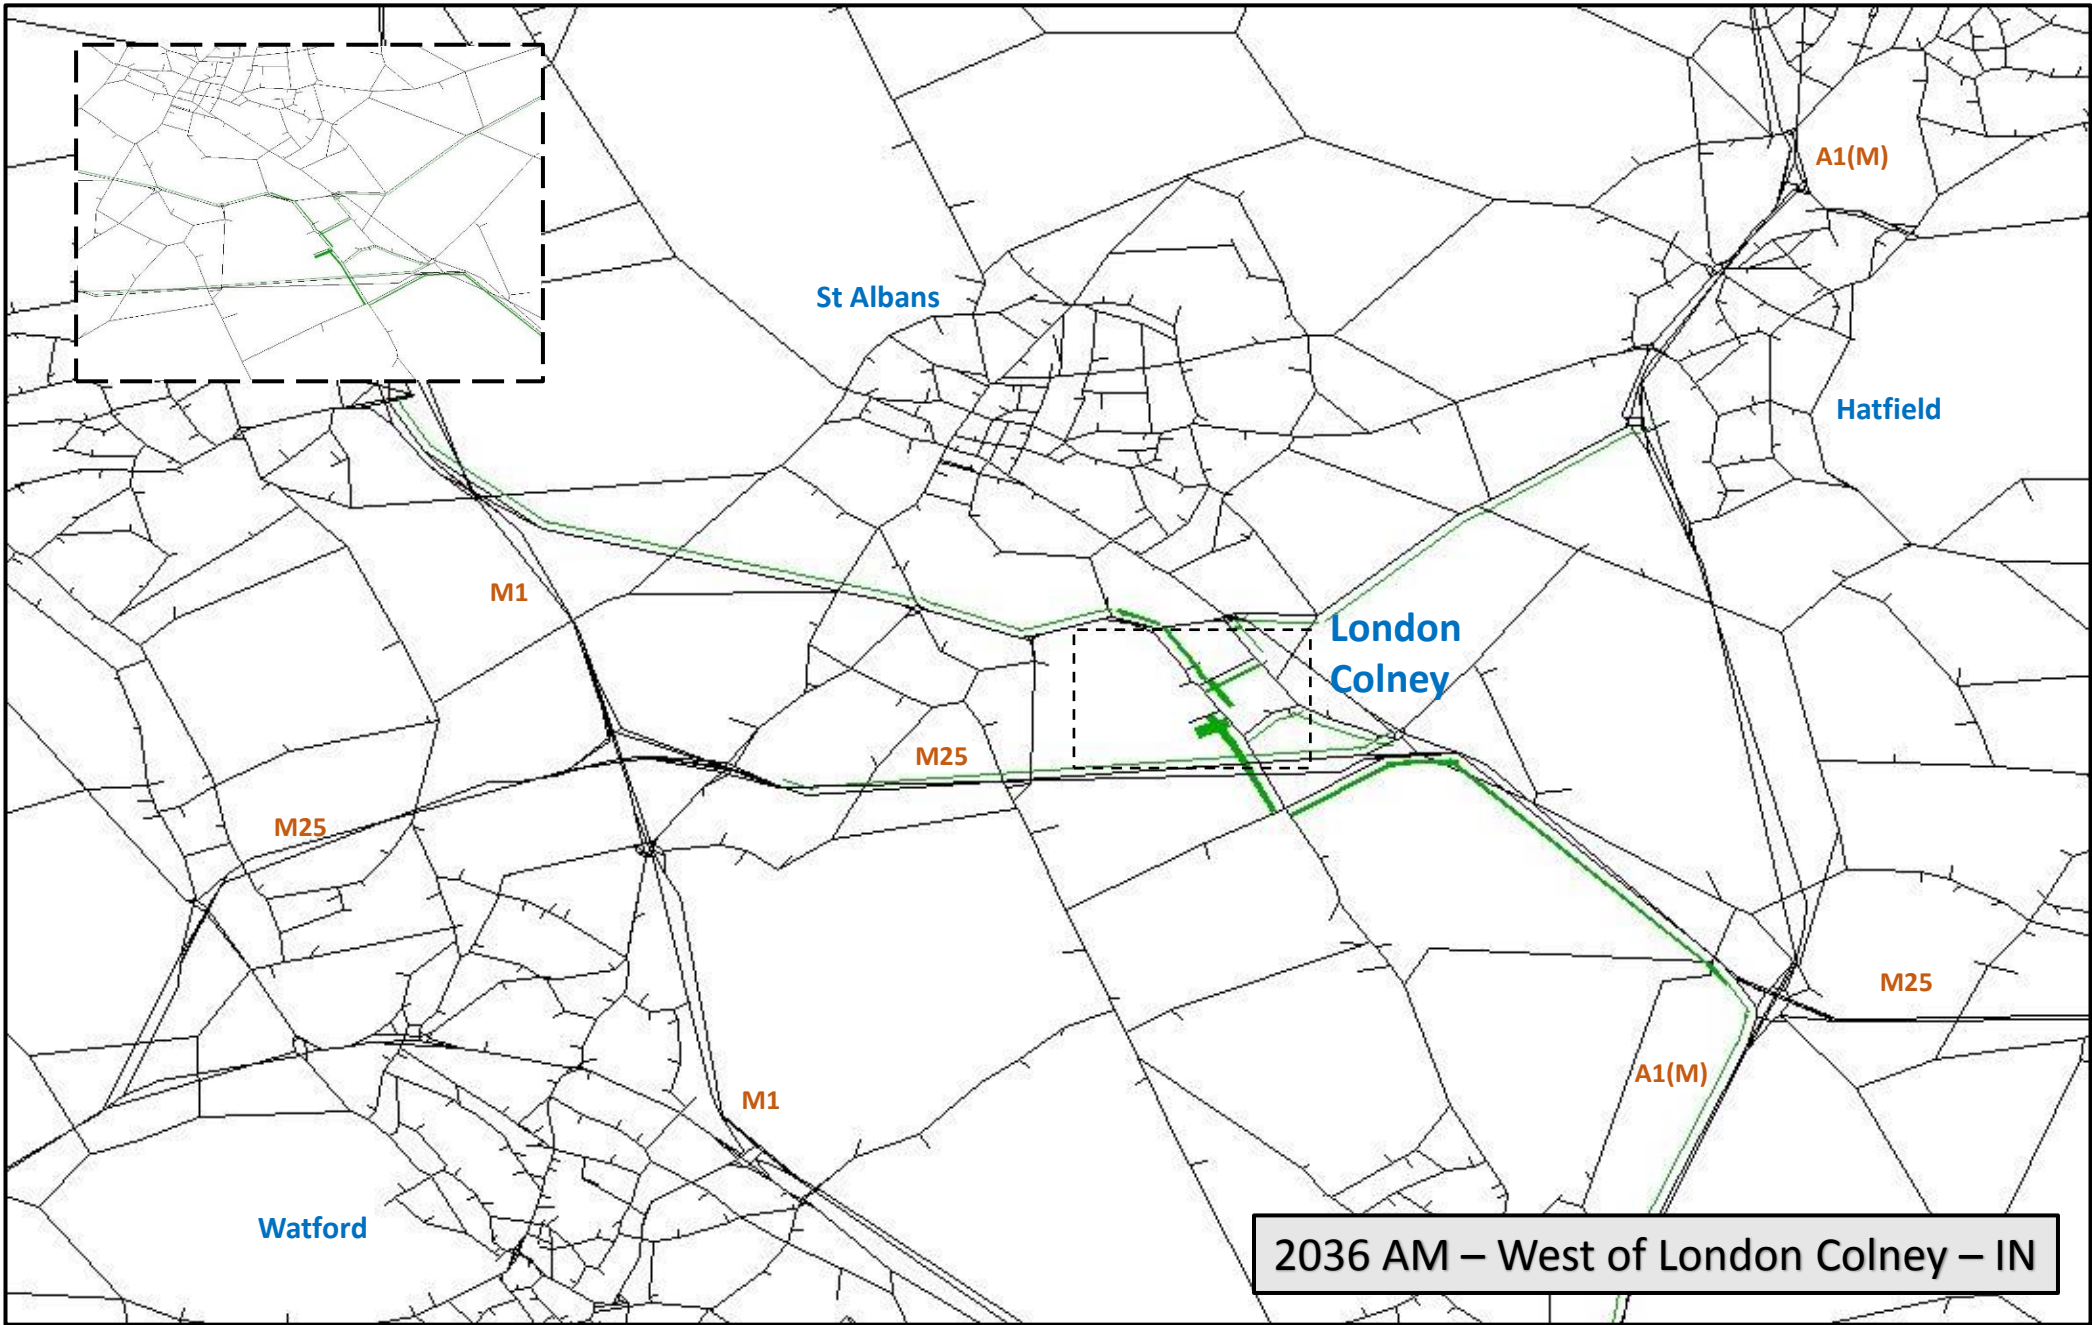 A1(M)
St Albans
Hatfield
M1
London
Colney
M25
M25
M25
A1(M)
M1
Watford
2036 AM – West of London Colney – IN